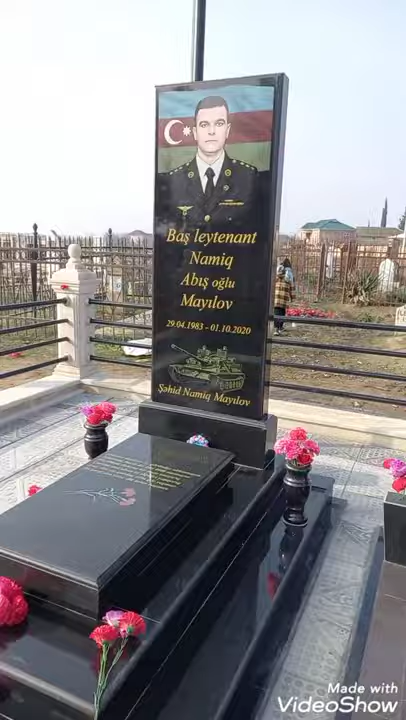 Baş leytenant
Namiq
Abış oğlu
Mayılov
29.04.1983 - 01.10.2020
Şəhid Namiq Mayılov
Made with
VideoShow